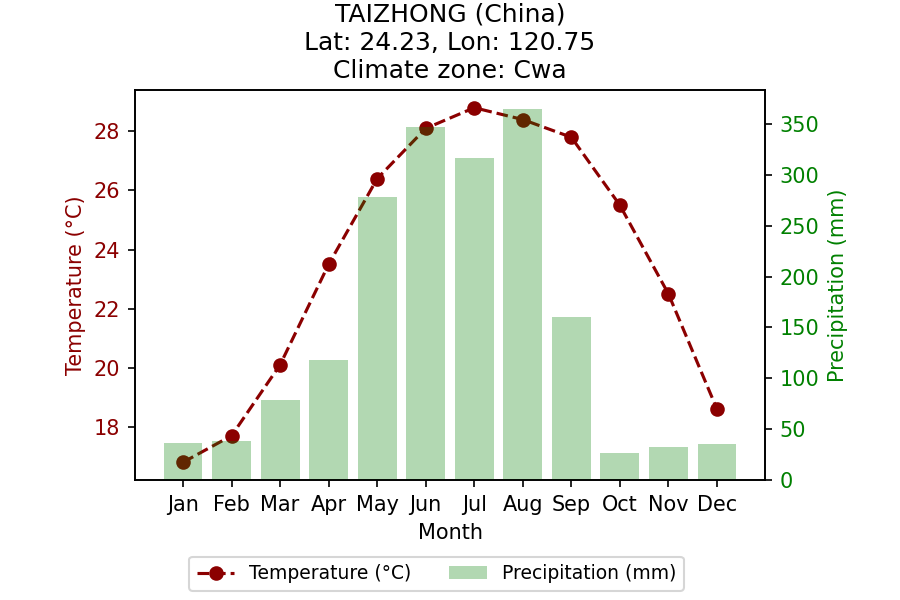 TAIZHONG (China)
Lat: 24.23, Lon: 120.75
Climate zone: Cwa
Temperature (°C)
28
26
24
22
20
18
Precipitation (mm)
350
300
250
200
150
100
50
0
Jan Feb Mar Apr May Jun Jul Aug Sep Oct Nov Dec
Month
Temperature (°C) Precipitation (mm)